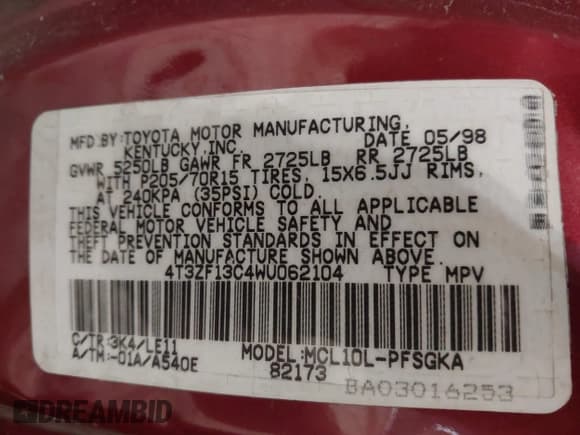 MFD.BY:TOYOTA MOTOR MANUFACTURING,
KENTUCKY,INC. DATE 05/98
GVWR 5250LB GAWR FR 2725LB RR 2725LB
WITH P205/70R15 TIRES, 15X6.5JJ RIMS,
AT 240KPA (35PSI) COLD.
THIS VEHICLE CONFORMS TO ALL APPLICABLE
FEDERAL MOTOR VEHICLE SAFETY AND
THEFT PREVENTION STANDARDS IN EFFECT ON
THE DATE OF MANUFACTURE SHOWN ABOVE.
4T3ZF13C4WU062104 TYPE MPV
C/TR:3K4/LE11 MODEL:MCL10L-PFSGKA
A/TM:-01A/A540E 82173
BA03016253
DREAMBID